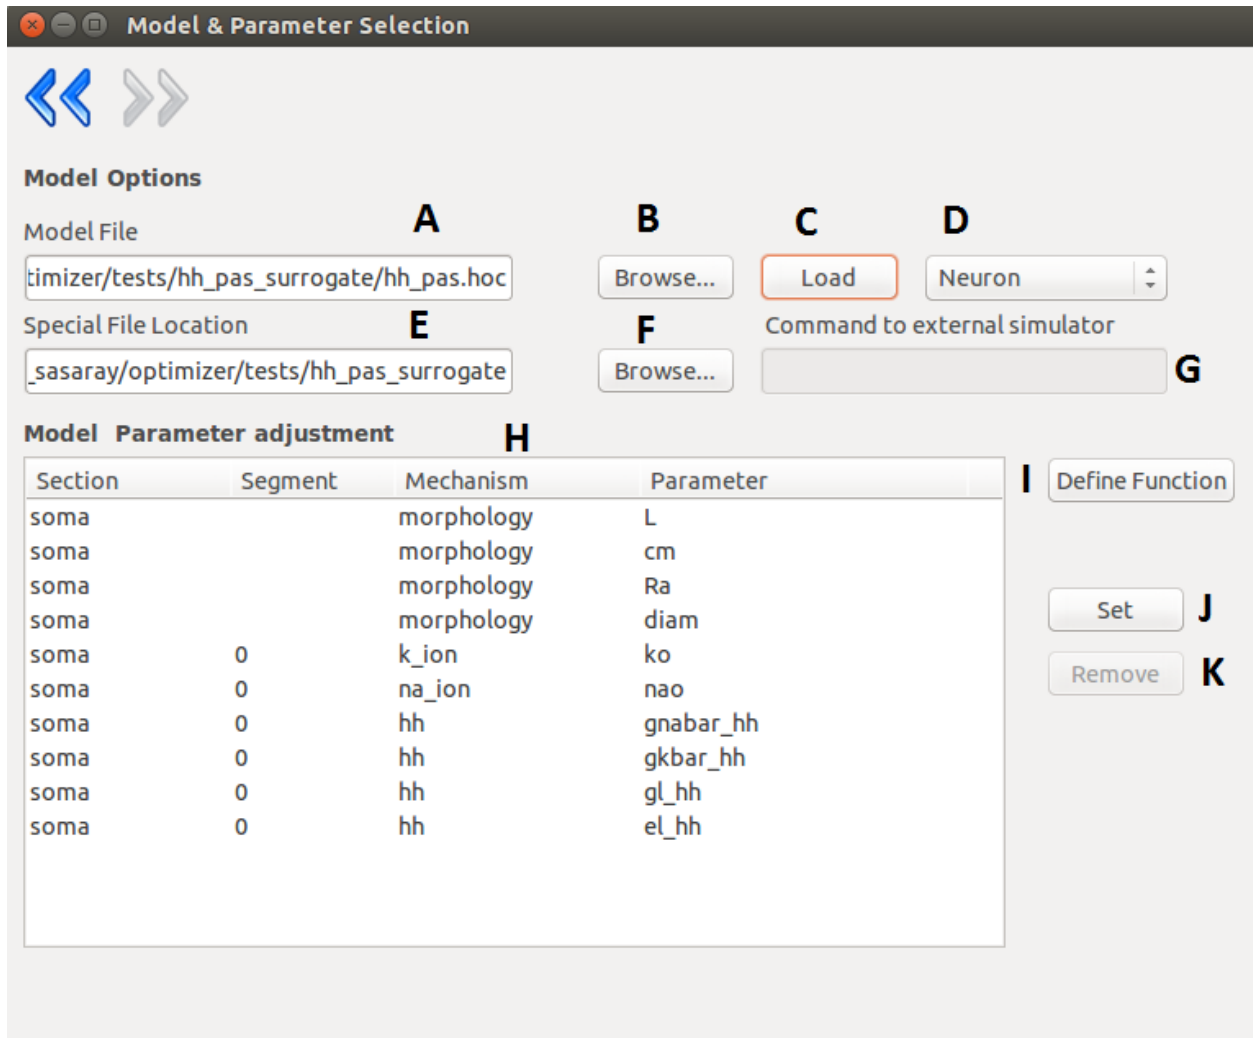 Model & Parameter Selection
Model Options
A B C D
Model File
timizer/tests/hh_pas_surrogate/hh_pas.hoc Browse... Load Neuron
Special File Location E F Command to external simulator
_sasaray/optimizer/tests/hh_pas_surrogate Browse... G
Model Parameter adjustment H
Section Segment Mechanism Parameter I Define Function
soma morphology L
soma morphology cm
soma morphology Ra
soma morphology diam Set J
soma 0 k_ion ko
soma 0 na_ion nao Remove K
soma 0 hh gnabar_hh
soma 0 hh gkbar_hh
soma 0 hh gl_hh
soma 0 hh el_hh